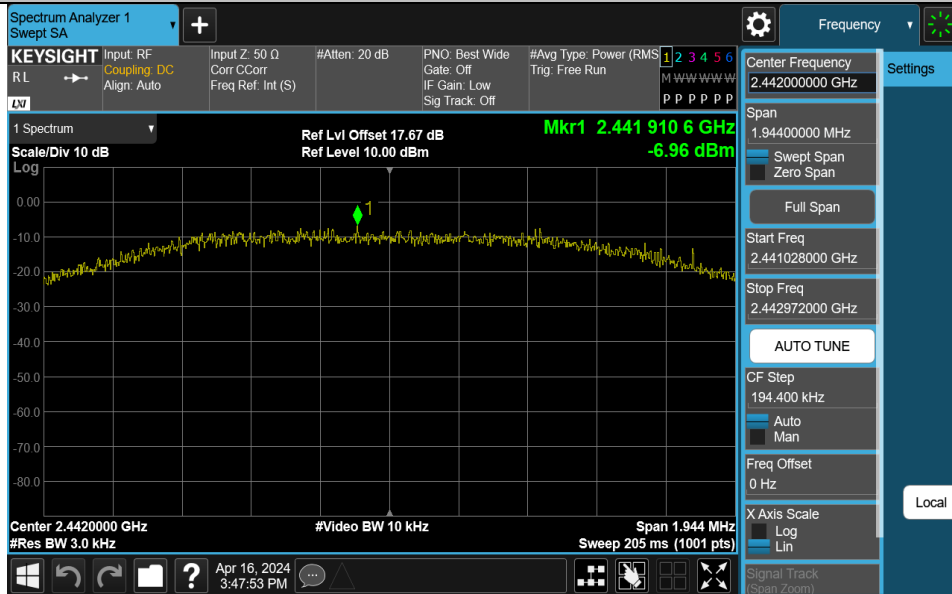 Spectrum Analyzer 1
Swept SA
+
Frequency
KEYSIGHT
RL
LXI
Input: RF
Coupling: DC
Align: Auto
Input Z: 50 Ω
Corr CCorr
Freq Ref: Int (S)
#Atten: 20 dB
PNO: Best Wide
Gate: Off
IF Gain: Low
Sig Track: Off
#Avg Type: Power (RMS
Trig: Free Run
1 2 3 4 5 6
M W W W W W
P P P P P P
1 Spectrum
Scale/Div 10 dB
Log
Ref Lvl Offset 17.67 dB
Ref Level 10.00 dBm
Mkr1 2.441 910 6 GHz
-6.96 dBm
1
0.00
-10.0
-20.0
-30.0
-40.0
-50.0
-60.0
-70.0
-80.0
Center 2.4420000 GHz
#Res BW 3.0 kHz
#Video BW 10 kHz
Span 1.944 MHz
Sweep 205 ms (1001 pts)
Center Frequency
2.442000000 GHz
Span
1.94400000 MHz
Swept Span
Zero Span
Full Span
Start Freq
2.441028000 GHz
Stop Freq
2.442972000 GHz
AUTO TUNE
CF Step
194.400 kHz
Auto
Man
Freq Offset
0 Hz
X Axis Scale
Log
Lin
Signal Track
(Span Zoom)
Settings
Local
?
Apr 16, 2024
3:47:53 PM